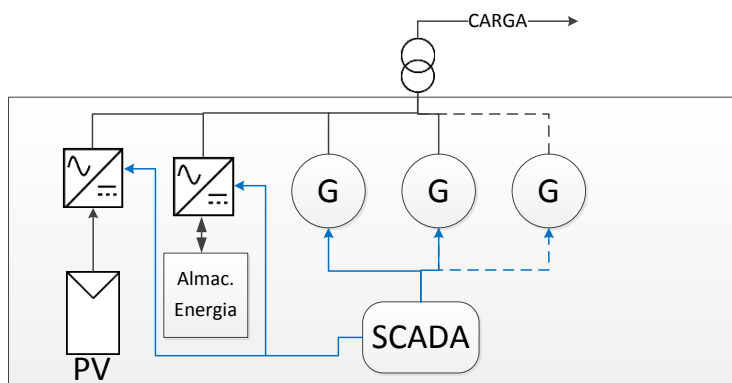 CARGA
G
G
G
Almac.
Energia
SCADA
PV